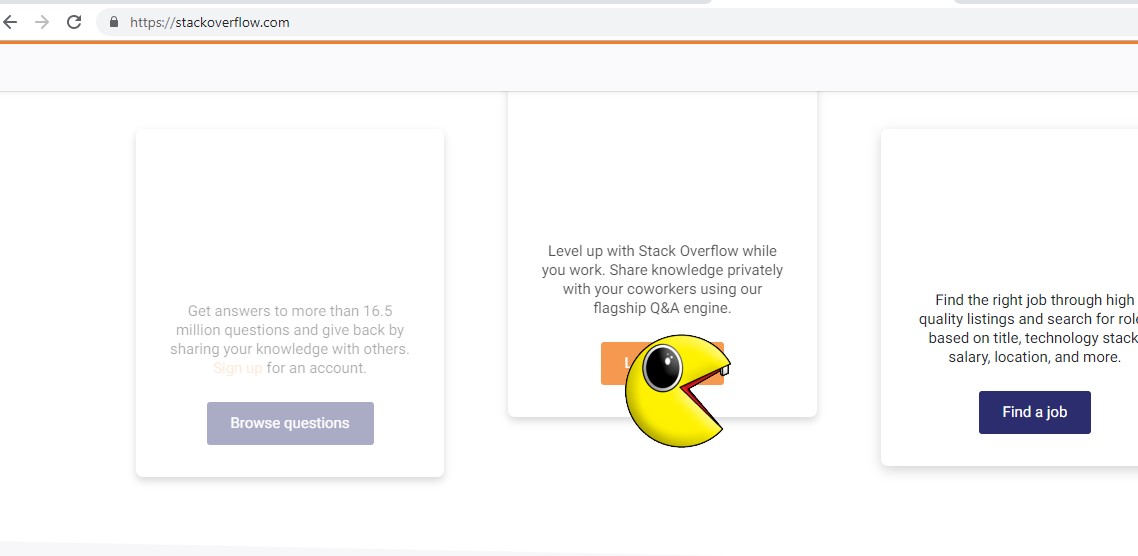 https://stackoverflow.com
Get answers to more than 16.5
million questions and give back by
sharing your knowledge with others.
Sign up for an account.
Browse questions
Level up with Stack Overflow while
you work. Share knowledge privately
with your coworkers using our
flagship Q&A engine.
Find the right job through high
quality listings and search for
based on title, technology stack
salary, location, and more.
Find a job